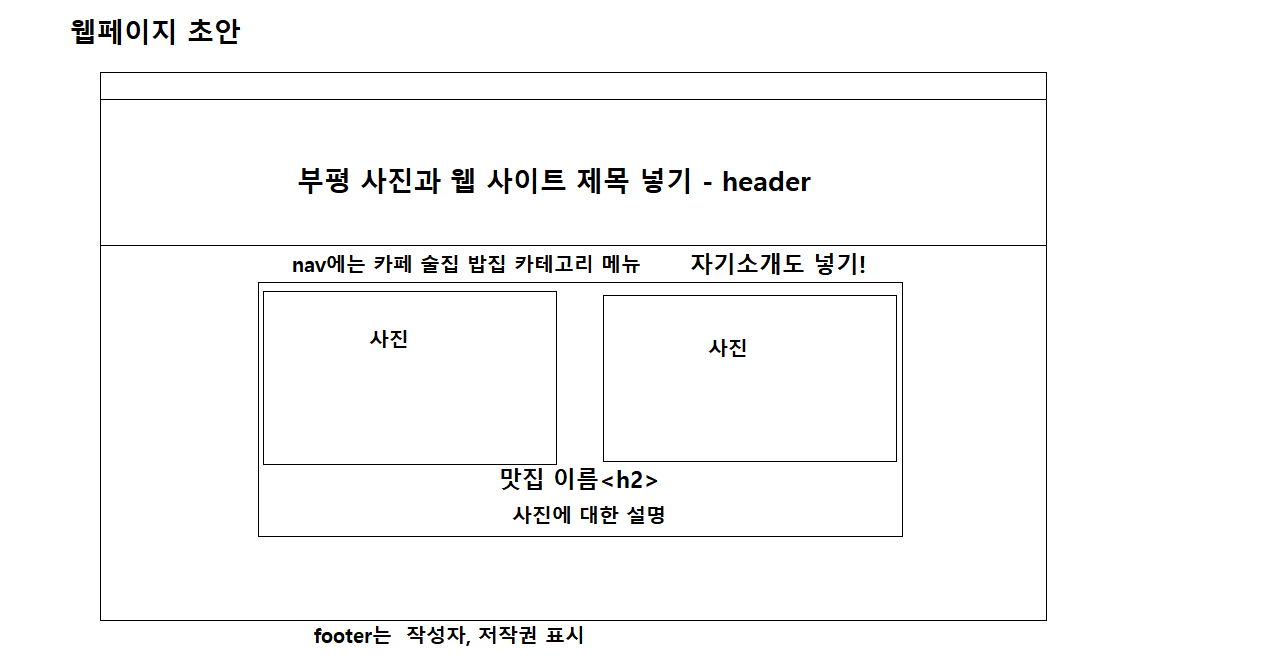 웹페이지 초안
부평 사진과 웹 사이트 제목 넣기 - header
nav에는 카페 술집 밥집 카테고리 메뉴 자기소개도 넣기!
사진
사진
맛집 이름<h2>
사진에 대한 설명
footer는 작성자, 저작권 표시